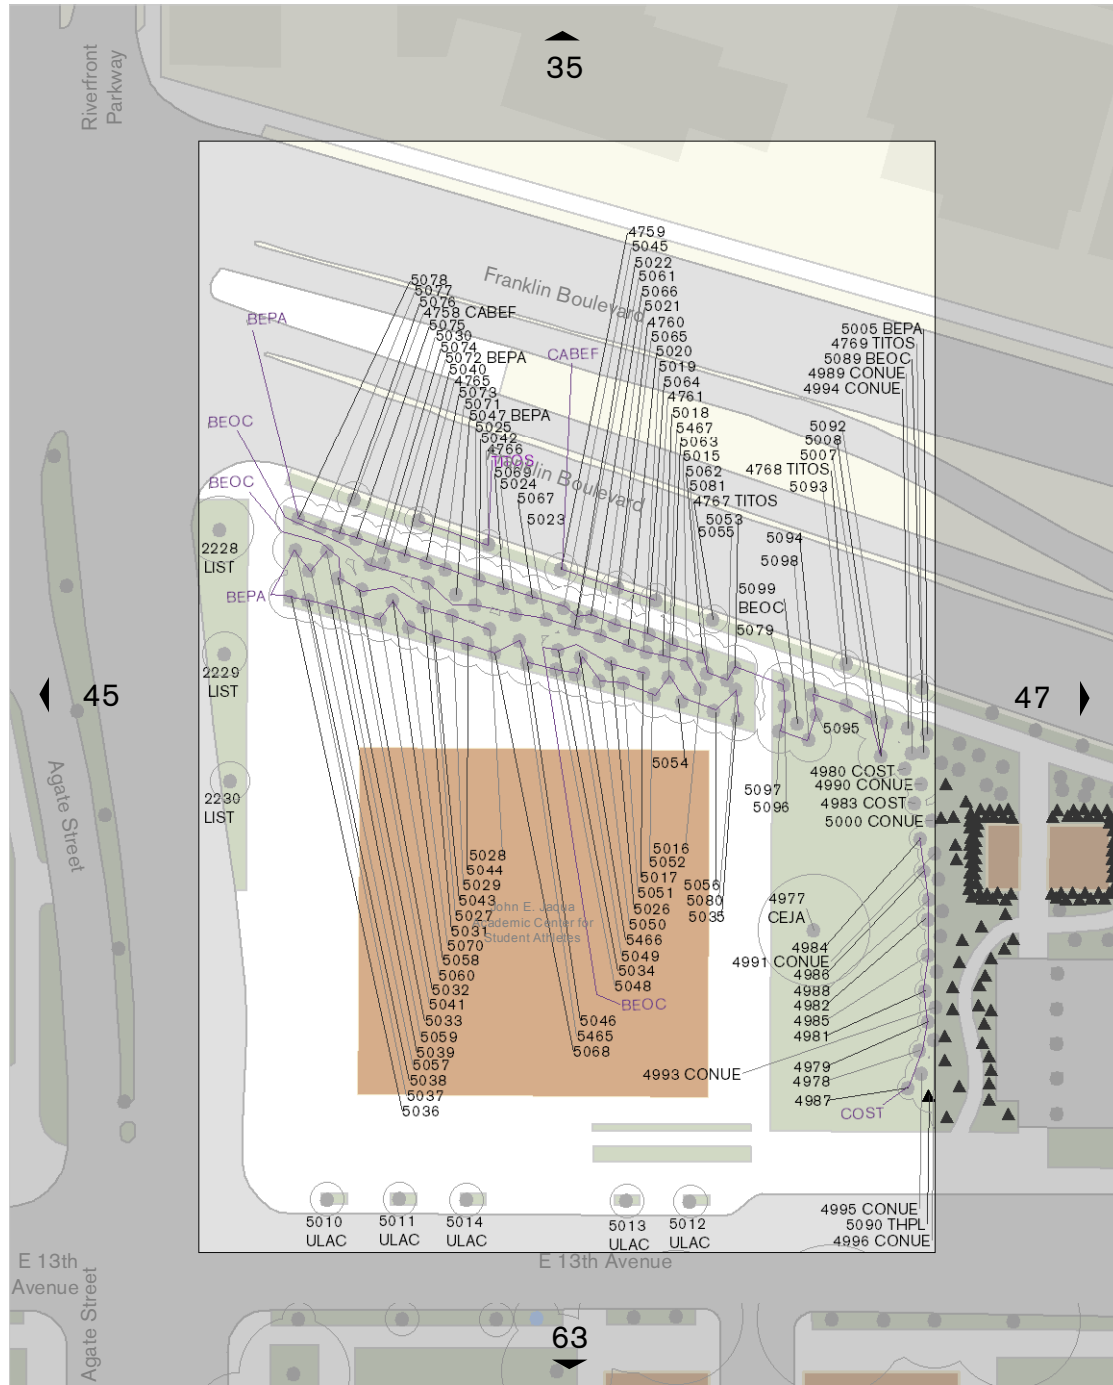 35
Riverfront
Parkway
4759
5045
5022
5061
5066
5021
4760
5065
5020
5019
5064
4761
5018
5467
5063
5015
5062
5081
4767 TITOS
5053
5055
Franklin Boulevard
5078
5077
5076
4758 CABEF
5075
5030
5074
5072 BEPA
5040
4765
5073
5071
5047 BEPA
5025
5042
4766
TITOS
5069
5024
5067
5023
Franklin Boulevard
BEPA
CABEF
BEOC
BEOC
BEPA
5005 BEPA
4769 TITOS
5089 BEOC
4989 CONUE
4994 CONUE
5092
5008
5007
4768 TITOS
5093
5094
5098
5099
BEOC
5079
2228
LIST
2229
LIST
2230
LIST
45
47
Agate Street
5095
5054
5097
5096
4980 COST
4990 CONUE
4983 COST
5000 CONUE
5028
5044
5029
5043
5027
5031
5070
5058
5060
5032
5041
5033
5059
5039
5057
5038
5037
5036
John E. Jaqua
Academic Center for
Student Athletes
5016
5052
5017
5051
5026
5050
5466
5049
5034
5048
5056
5080
5035
BEOC
5046
5465
5068
4977
CEJA
4984
4991 CONUE
4986
4988
4982
4985
4981
4993 CONUE
4979
4978
4987
COST
4995 CONUE
5090 THPL
4996 CONUE
5010
ULAC
5011
ULAC
5014
ULAC
5013
ULAC
5012
ULAC
E 13th
Avenue
E 13th Avenue
Agate Street
63